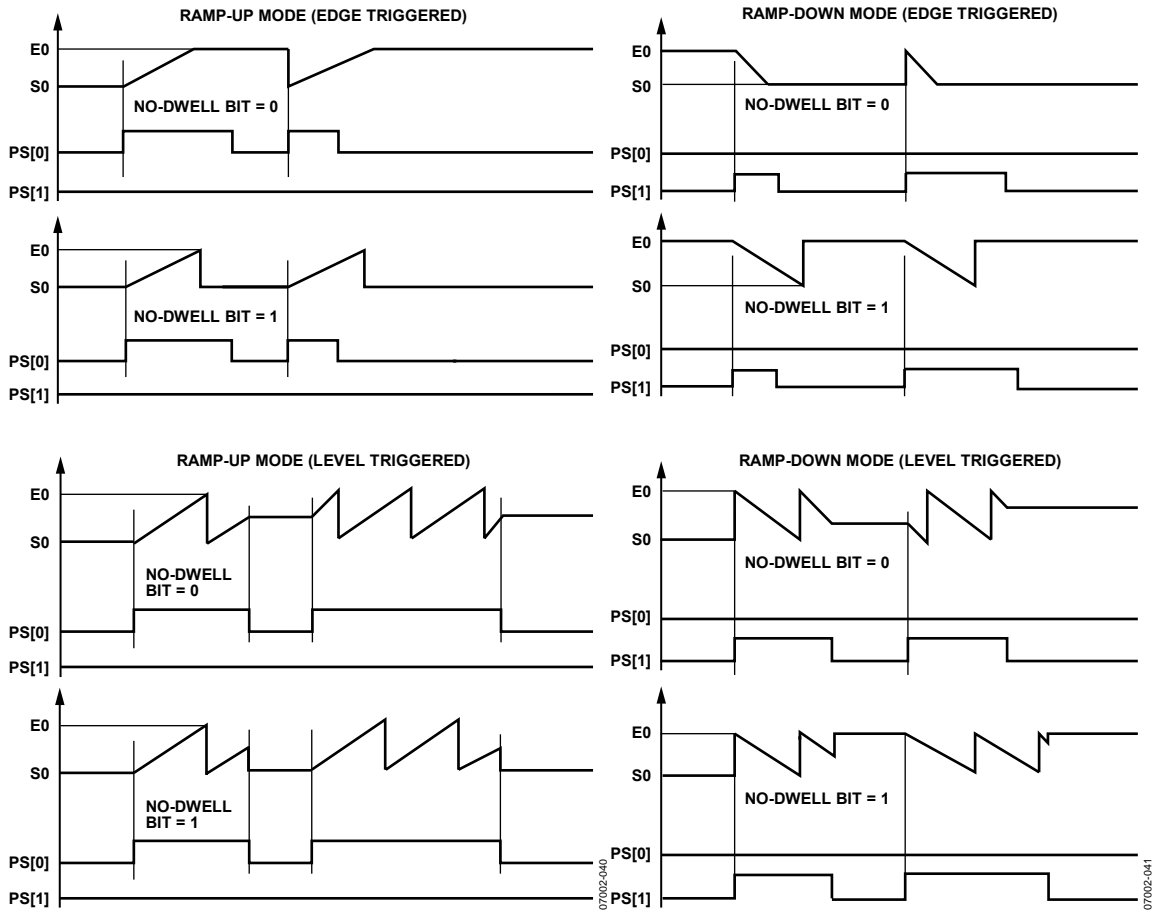 RAMP-UP MODE (EDGE TRIGGERED)
E0
S0
NO-DWELL BIT = 0
PS[0]
PS[1]
E0
S0
NO-DWELL BIT = 1
PS[0]
PS[1]
RAMP-DOWN MODE (EDGE TRIGGERED)
E0
S0
NO-DWELL BIT = 0
PS[0]
PS[1]
E0
S0
NO-DWELL BIT = 1
PS[0]
PS[1]
RAMP-UP MODE (LEVEL TRIGGERED)
E0
S0
NO-DWELL
BIT = 0
PS[0]
PS[1]
E0
S0
NO-DWELL
BIT = 1
PS[0]
PS[1]
07002-040
RAMP-DOWN MODE (LEVEL TRIGGERED)
E0
S0
NO-DWELL BIT = 0
PS[0]
PS[1]
E0
S0
NO-DWELL BIT = 1
PS[0]
PS[1]
07002-041